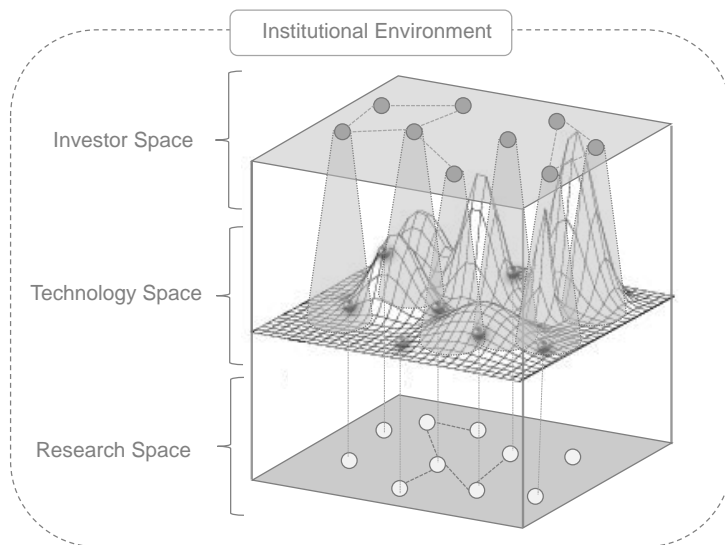 Institutional Environment
Investor Space
Technology Space
Research Space